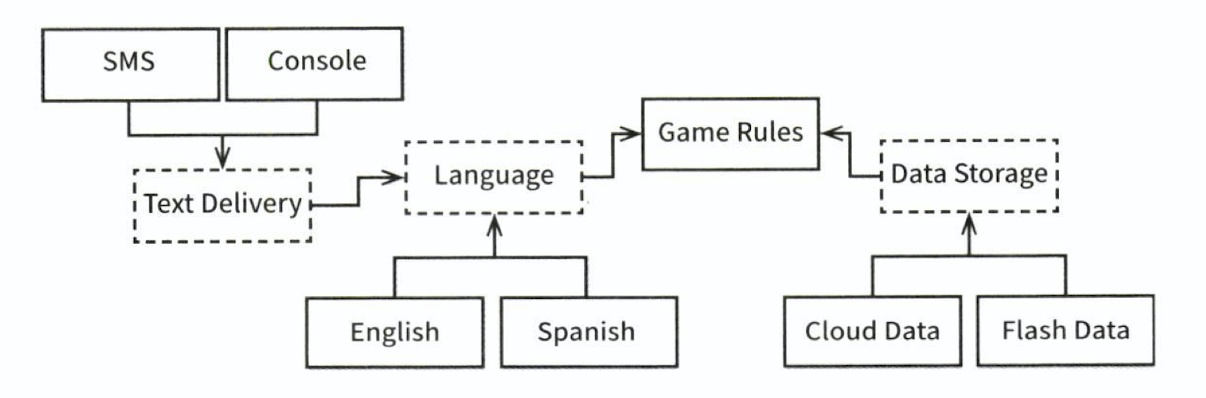 SMS
Console
Game Rules
Text Delivery
Language
Data Storage
English
Spanish
Cloud Data
Flash Data